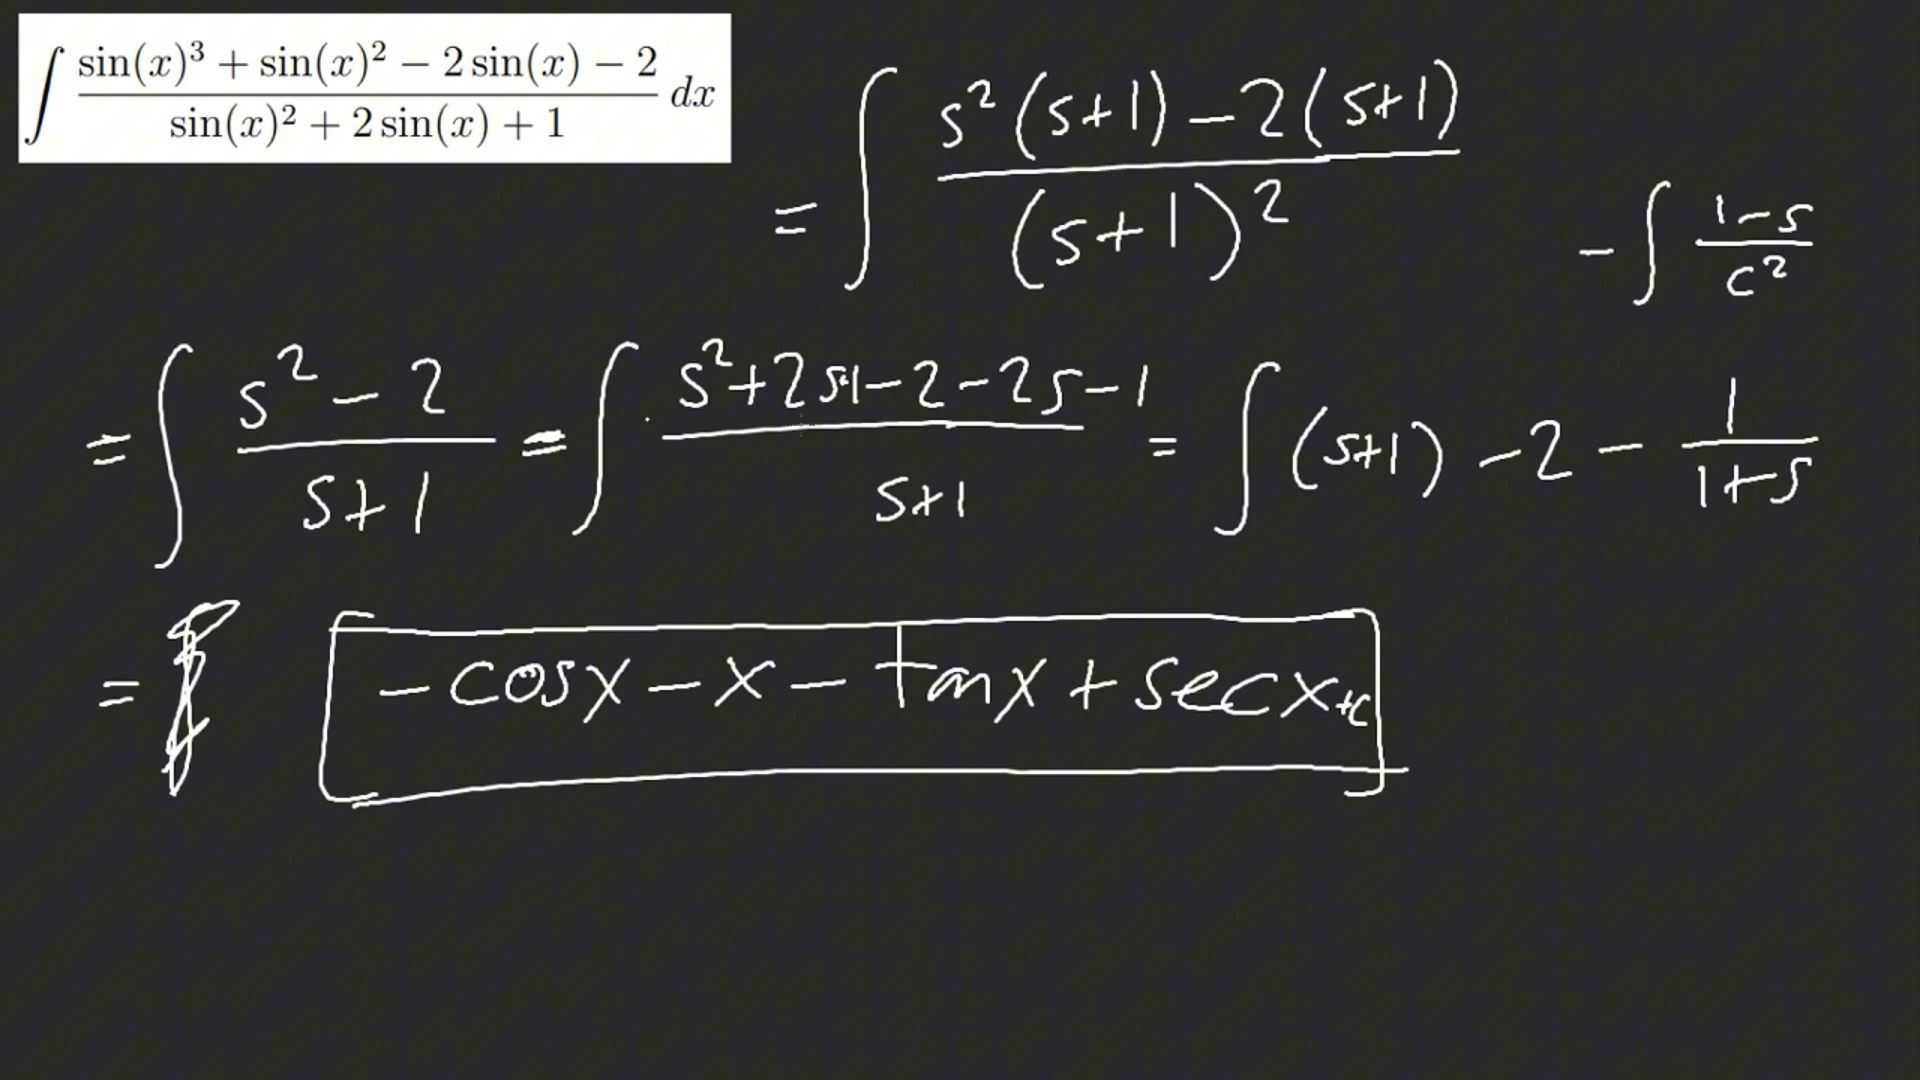 ∫ (sin(x)³ + sin(x)² − 2 sin(x) − 2)/(sin(x)² + 2 sin(x) + 1) dx
= ∫ (s²(s+1) − 2(s+1))/(s+1)²
− ∫ (1−s)/c²
= ∫ (s² − 2)/(s+1) = ∫ (s²+2s+1−2−2s−1)/(s+1) = ∫ (s+1) − 2 − 1/(1+s)
= −cosx − x − tanx + secx + c